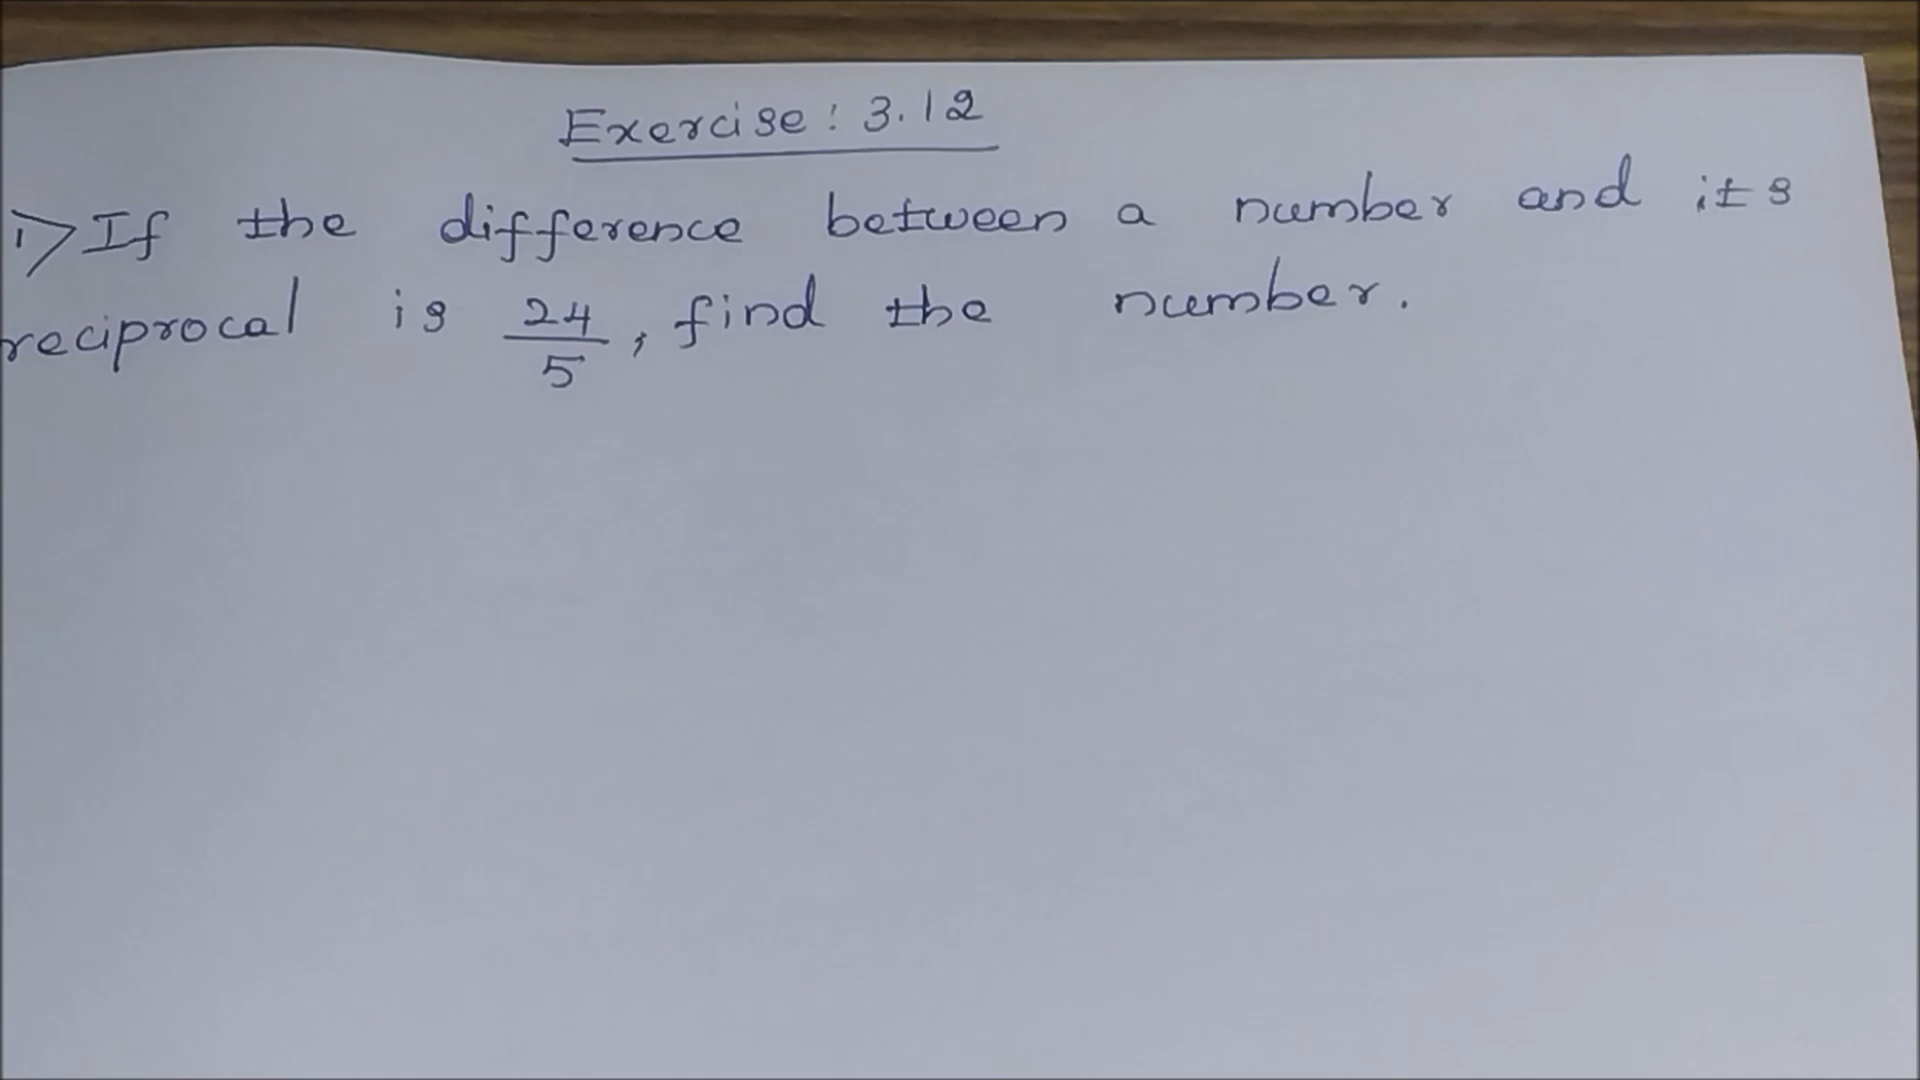 Exercise: 3.12
1) If the difference between a number and its
reciprocal is 24/5, find the number.